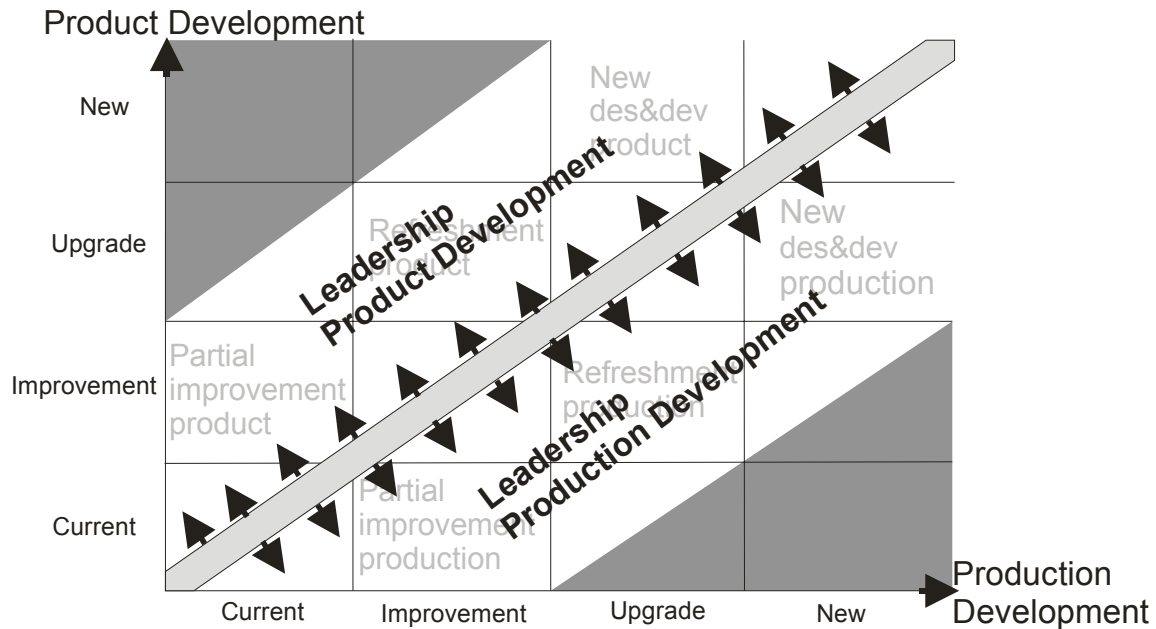 Product Development
New
Upgrade
Improvement
Current
New
des&dev
product
Refreshment
product
Leadership
Product Development
New
des&dev
production
Partial
improvement
product
Refreshment
production
Leadership
Production Development
Partial
improvement
production
Current
Improvement
Upgrade
New
Production
Development